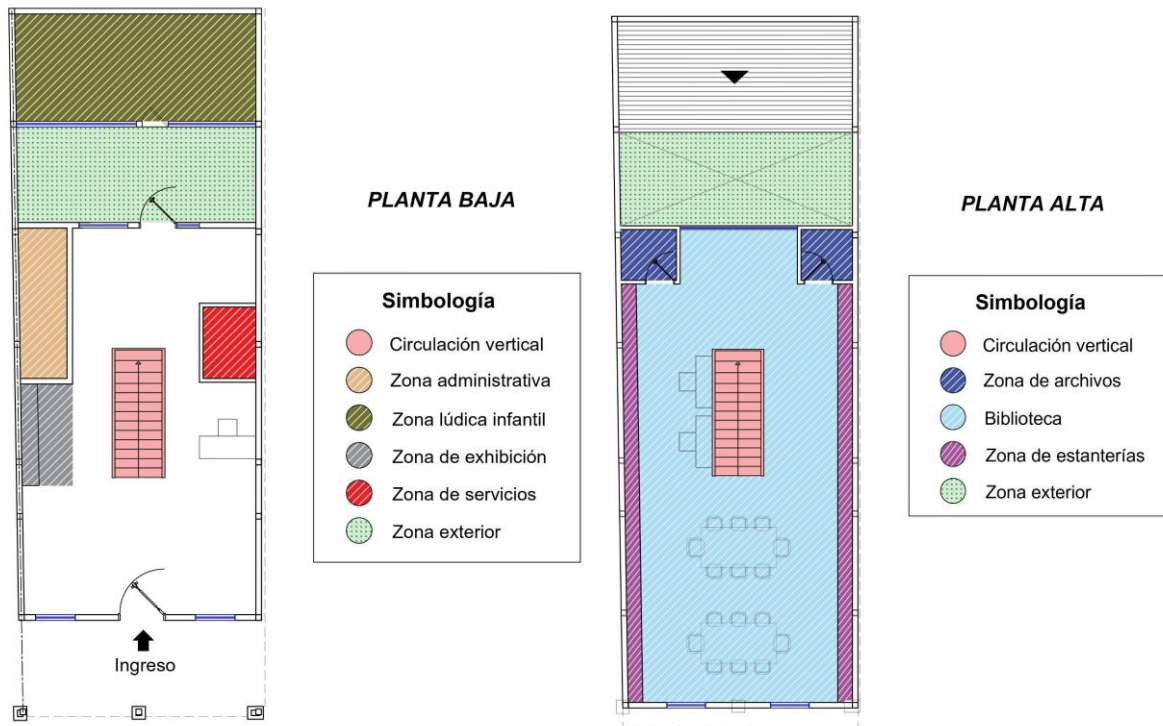 PLANTA BAJA
Simbología
Circulación vertical
Zona administrativa
Zona lúdica infantil
Zona de exhibición
Zona de servicios
Zona exterior
Ingreso
PLANTA ALTA
Simbología
Circulación vertical
Zona de archivos
Biblioteca
Zona de estanterías
Zona exterior